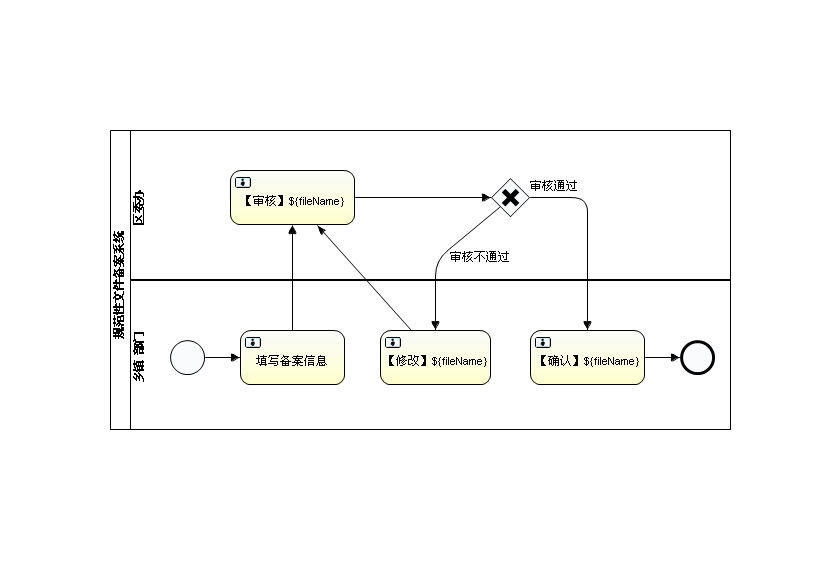 规范性文件备案系统
区委办
【审核】${fileName}
审核通过
审核不通过
乡镇 部门
填写备案信息
【修改】${fileName}
【确认】${fileName}